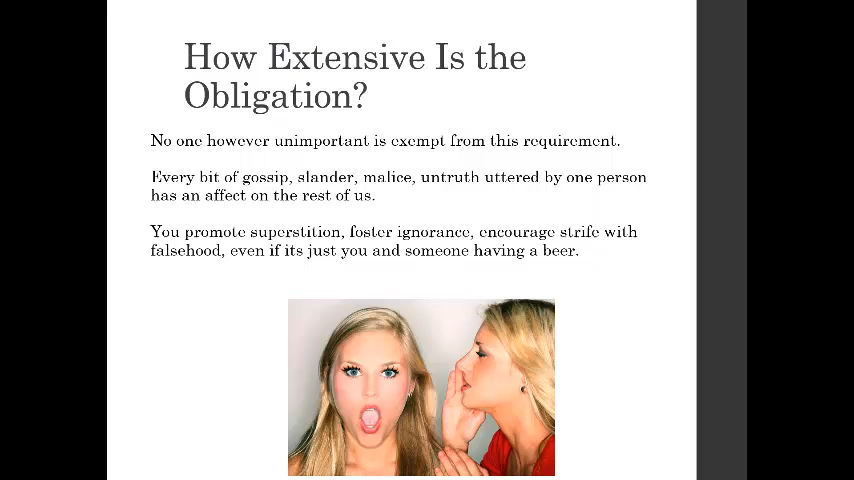 How Extensive Is the
Obligation?
No one however unimportant is exempt from this requirement.
Every bit of gossip, slander, malice, untruth uttered by one person
has an affect on the rest of us.
You promote superstition, foster ignorance, encourage strife with
falsehood, even if its just you and someone having a beer.